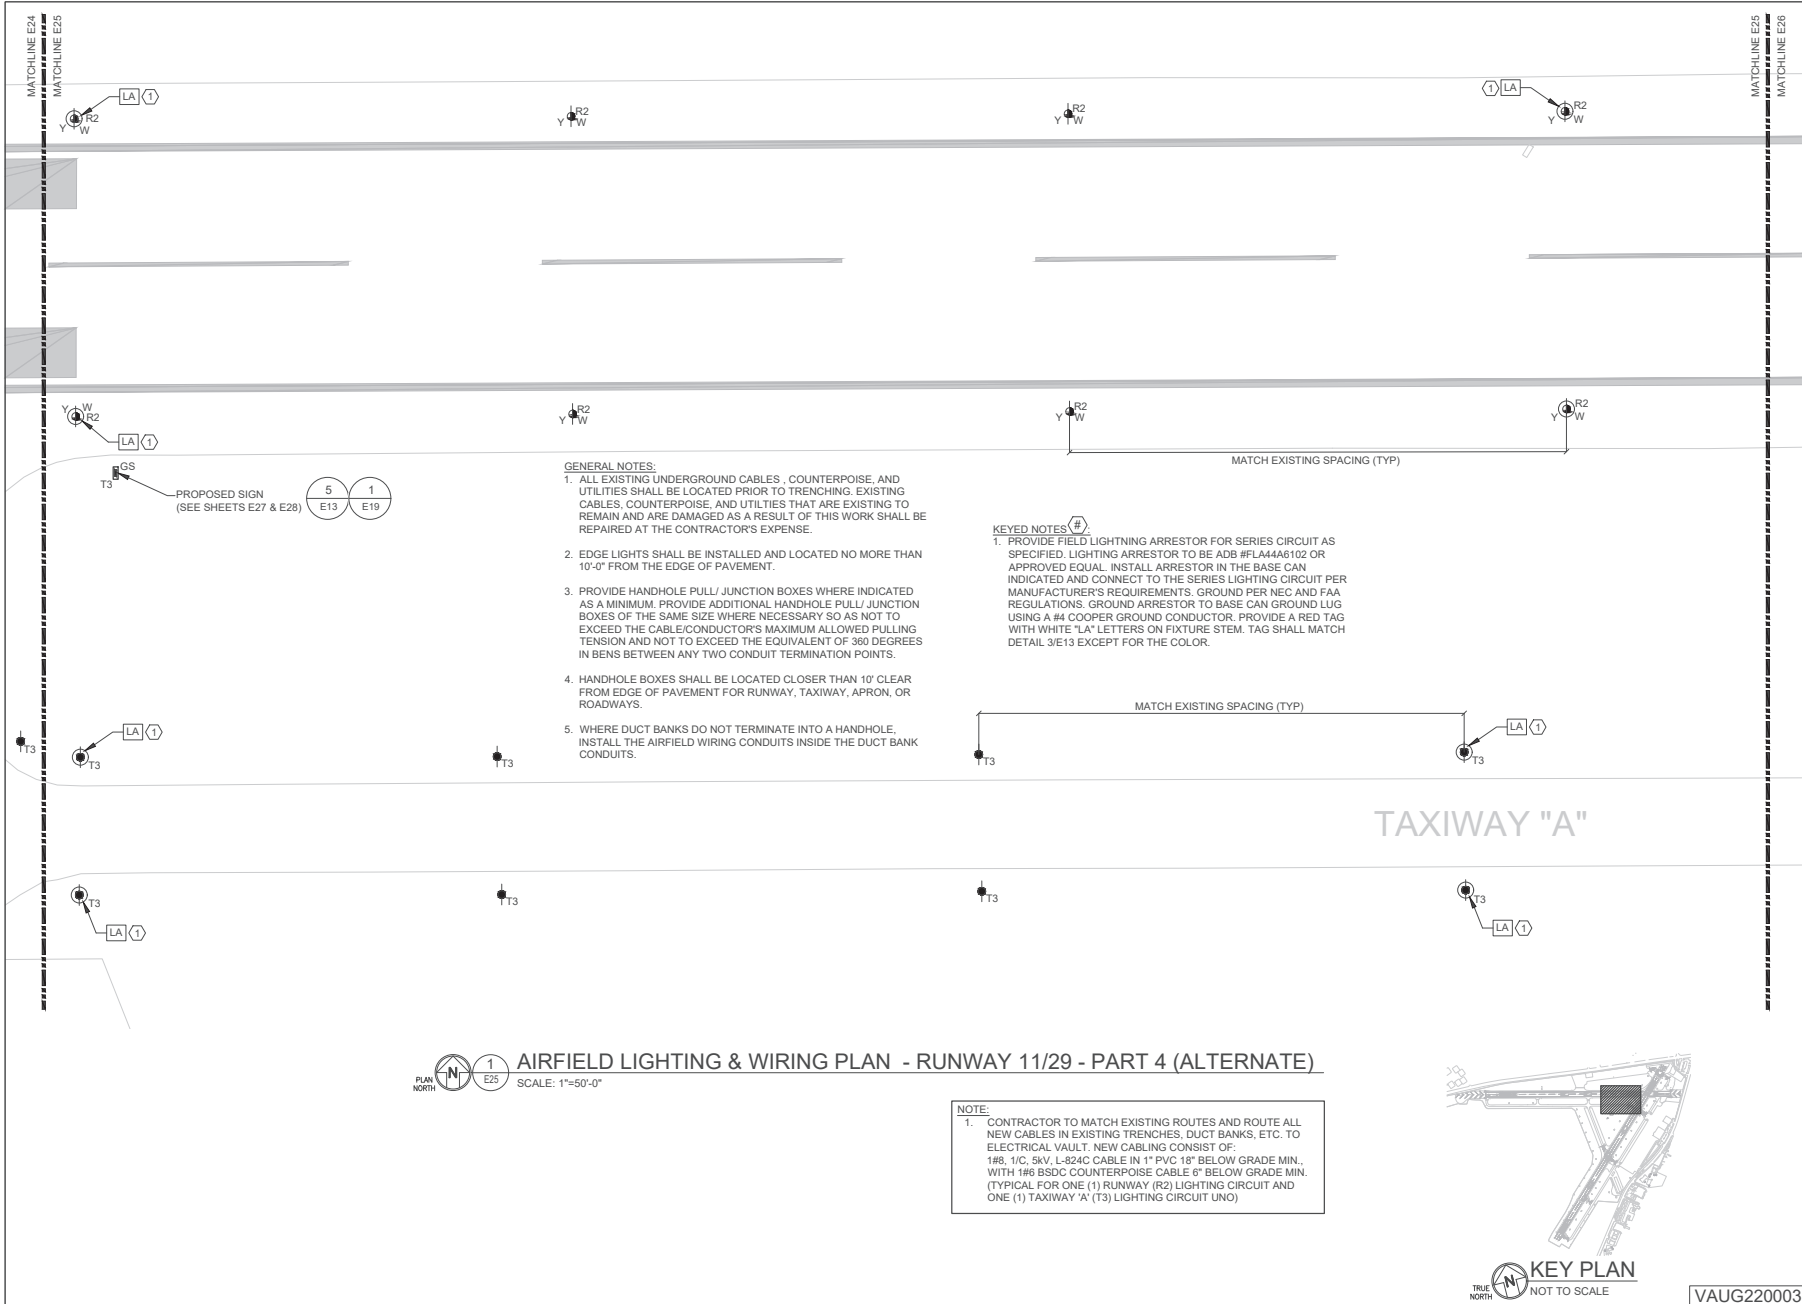 MATCHLINE E24
MATCHLINE E25
MATCHLINE E25
MATCHLINE E26
LA 1
R2
Y W
R2
Y W
R2
Y W
1 LA
R2
Y W
Y W
R2
LA 1
R2
Y W
R2
Y W
R2
Y W
MATCH EXISTING SPACING (TYP)
GS
T3
PROPOSED SIGN
(SEE SHEETS E27 & E28)
5
E13
1
E19
GENERAL NOTES:
1. ALL EXISTING UNDERGROUND CABLES , COUNTERPOISE, AND
UTILITIES SHALL BE LOCATED PRIOR TO TRENCHING. EXISTING
CABLES, COUNTERPOISE, AND UTILTIES THAT ARE EXISTING TO
REMAIN AND ARE DAMAGED AS A RESULT OF THIS WORK SHALL BE
REPAIRED AT THE CONTRACTOR'S EXPENSE.
2. EDGE LIGHTS SHALL BE INSTALLED AND LOCATED NO MORE THAN
10'-0" FROM THE EDGE OF PAVEMENT.
3. PROVIDE HANDHOLE PULL/ JUNCTION BOXES WHERE INDICATED
AS A MINIMUM. PROVIDE ADDITIONAL HANDHOLE PULL/ JUNCTION
BOXES OF THE SAME SIZE WHERE NECESSARY SO AS NOT TO
EXCEED THE CABLE/CONDUCTOR'S MAXIMUM ALLOWED PULLING
TENSION AND NOT TO EXCEED THE EQUIVALENT OF 360 DEGREES
IN BENS BETWEEN ANY TWO CONDUIT TERMINATION POINTS.
4. HANDHOLE BOXES SHALL BE LOCATED CLOSER THAN 10' CLEAR
FROM EDGE OF PAVEMENT FOR RUNWAY, TAXIWAY, APRON, OR
ROADWAYS.
5. WHERE DUCT BANKS DO NOT TERMINATE INTO A HANDHOLE,
INSTALL THE AIRFIELD WIRING CONDUITS INSIDE THE DUCT BANK
CONDUITS.
KEYED NOTES # :
1. PROVIDE FIELD LIGHTNING ARRESTOR FOR SERIES CIRCUIT AS
SPECIFIED. LIGHTING ARRESTOR TO BE ADB #FLA44A6102 OR
APPROVED EQUAL. INSTALL ARRESTOR IN THE BASE CAN
INDICATED AND CONNECT TO THE SERIES LIGHTING CIRCUIT PER
MANUFACTURER'S REQUIREMENTS. GROUND PER NEC AND FAA
REGULATIONS. GROUND ARRESTOR TO BASE CAN GROUND LUG
USING A #4 COOPER GROUND CONDUCTOR. PROVIDE A RED TAG
WITH WHITE "LA" LETTERS ON FIXTURE STEM. TAG SHALL MATCH
DETAIL 3/E13 EXCEPT FOR THE COLOR.
MATCH EXISTING SPACING (TYP)
T3
LA 1
T3
T3
T3
LA 1
T3
TAXIWAY "A"
T3
LA 1
T3
T3
T3
LA 1
PLAN
NORTH
N
1
E25
AIRFIELD LIGHTING & WIRING PLAN - RUNWAY 11/29 - PART 4 (ALTERNATE)
SCALE: 1"=50'-0"
NOTE:
1. CONTRACTOR TO MATCH EXISTING ROUTES AND ROUTE ALL
NEW CABLES IN EXISTING TRENCHES, DUCT BANKS, ETC. TO
ELECTRICAL VAULT. NEW CABLING CONSIST OF:
1#8, 1/C, 5kV, L-824C CABLE IN 1" PVC 18" BELOW GRADE MIN.,
WITH 1#6 BSDC COUNTERPOISE CABLE 6" BELOW GRADE MIN.
(TYPICAL FOR ONE (1) RUNWAY (R2) LIGHTING CIRCUIT AND
ONE (1) TAXIWAY 'A' (T3) LIGHTING CIRCUIT UNO)
TRUE
NORTH
N
KEY PLAN
NOT TO SCALE
VAUG220003